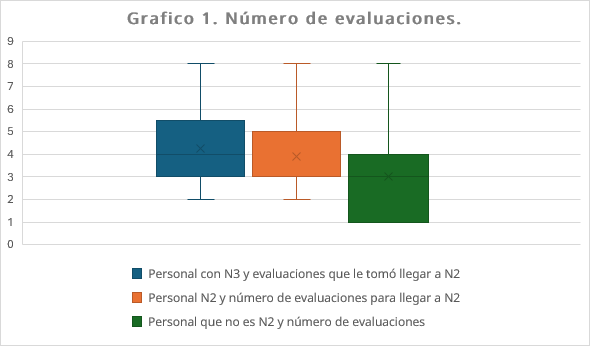 Grafico 1. Número de evaluaciones.
9
8
7
6
5
4
3
2
1
0
Personal con N3 y evaluaciones que le tomó llegar a N2
Personal N2 y número de evaluaciones para llegar a N2
Personal que no es N2 y número de evaluaciones